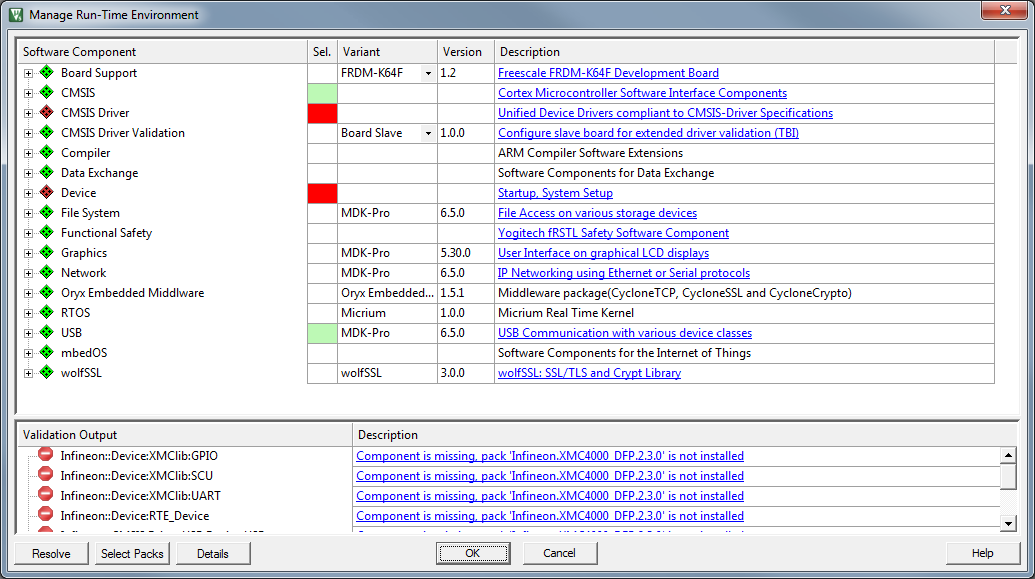 Manage Run-Time Environment
Software Component Sel. Variant Version Description
Board Support FRDM-K64F 1.2 Freescale FRDM-K64F Development Board
CMSIS Cortex Microcontroller Software Interface Components
CMSIS Driver Unified Device Drivers compliant to CMSIS-Driver Specifications
CMSIS Driver Validation Board Slave 1.0.0 Configure slave board for extended driver validation (TBI)
Compiler ARM Compiler Software Extensions
Data Exchange Software Components for Data Exchange
Device Startup, System Setup
File System MDK-Pro 6.5.0 File Access on various storage devices
Functional Safety Yogitech fRSTL Safety Software Component
Graphics MDK-Pro 5.30.0 User Interface on graphical LCD displays
Network MDK-Pro 6.5.0 IP Networking using Ethernet or Serial protocols
Oryx Embedded Middlware Oryx Embedded... 1.5.1 Middleware package(CycloneTCP, CycloneSSL and CycloneCrypto)
RTOS Micrium 1.0.0 Micrium Real Time Kernel
USB MDK-Pro 6.5.0 USB Communication with various device classes
mbedOS Software Components for the Internet of Things
wolfSSL wolfSSL 3.0.0 wolfSSL: SSL/TLS and Crypt Library
Validation Output Description
Infineon::Device:XMClib:GPIO Component is missing, pack 'Infineon.XMC4000_DFP.2.3.0' is not installed
Infineon::Device:XMClib:SCU Component is missing, pack 'Infineon.XMC4000_DFP.2.3.0' is not installed
Infineon::Device:XMClib:UART Component is missing, pack 'Infineon.XMC4000_DFP.2.3.0' is not installed
Infineon::Device:RTE_Device Component is missing, pack 'Infineon.XMC4000_DFP.2.3.0' is not installed
Resolve Select Packs Details OK Cancel Help